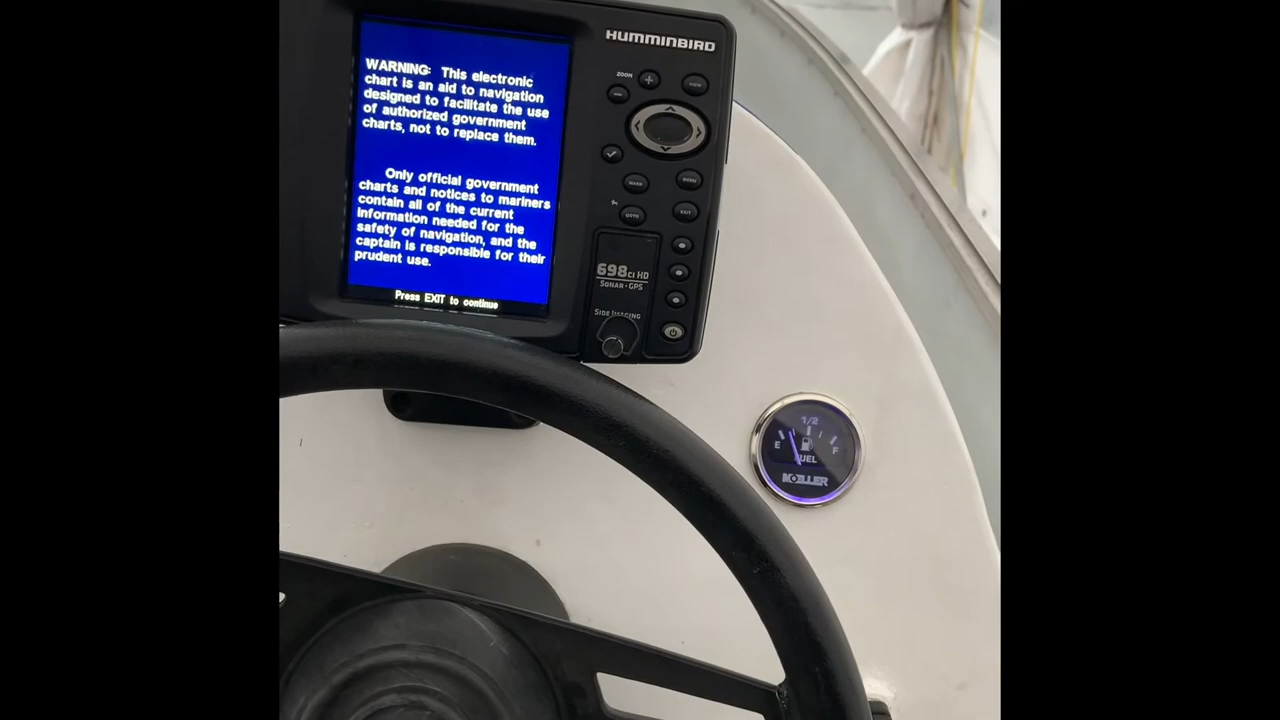 HUMMINBIRD
WARNING: This electronic
chart is an aid to navigation
designed to facilitate the use
of authorized government
charts, not to replace them.
Only official government
charts and notices to mariners
contain all of the current
information needed for the
safety of navigation, and the
captain is responsible for their
prudent use.
Press EXIT to continue
ZOOM
+
VIEW
-
MARK
MENU
GOTO
EXIT
698CI HD
SONAR·GPS
SIDE IMAGING
1/2
E
F
FUEL
MOELLER